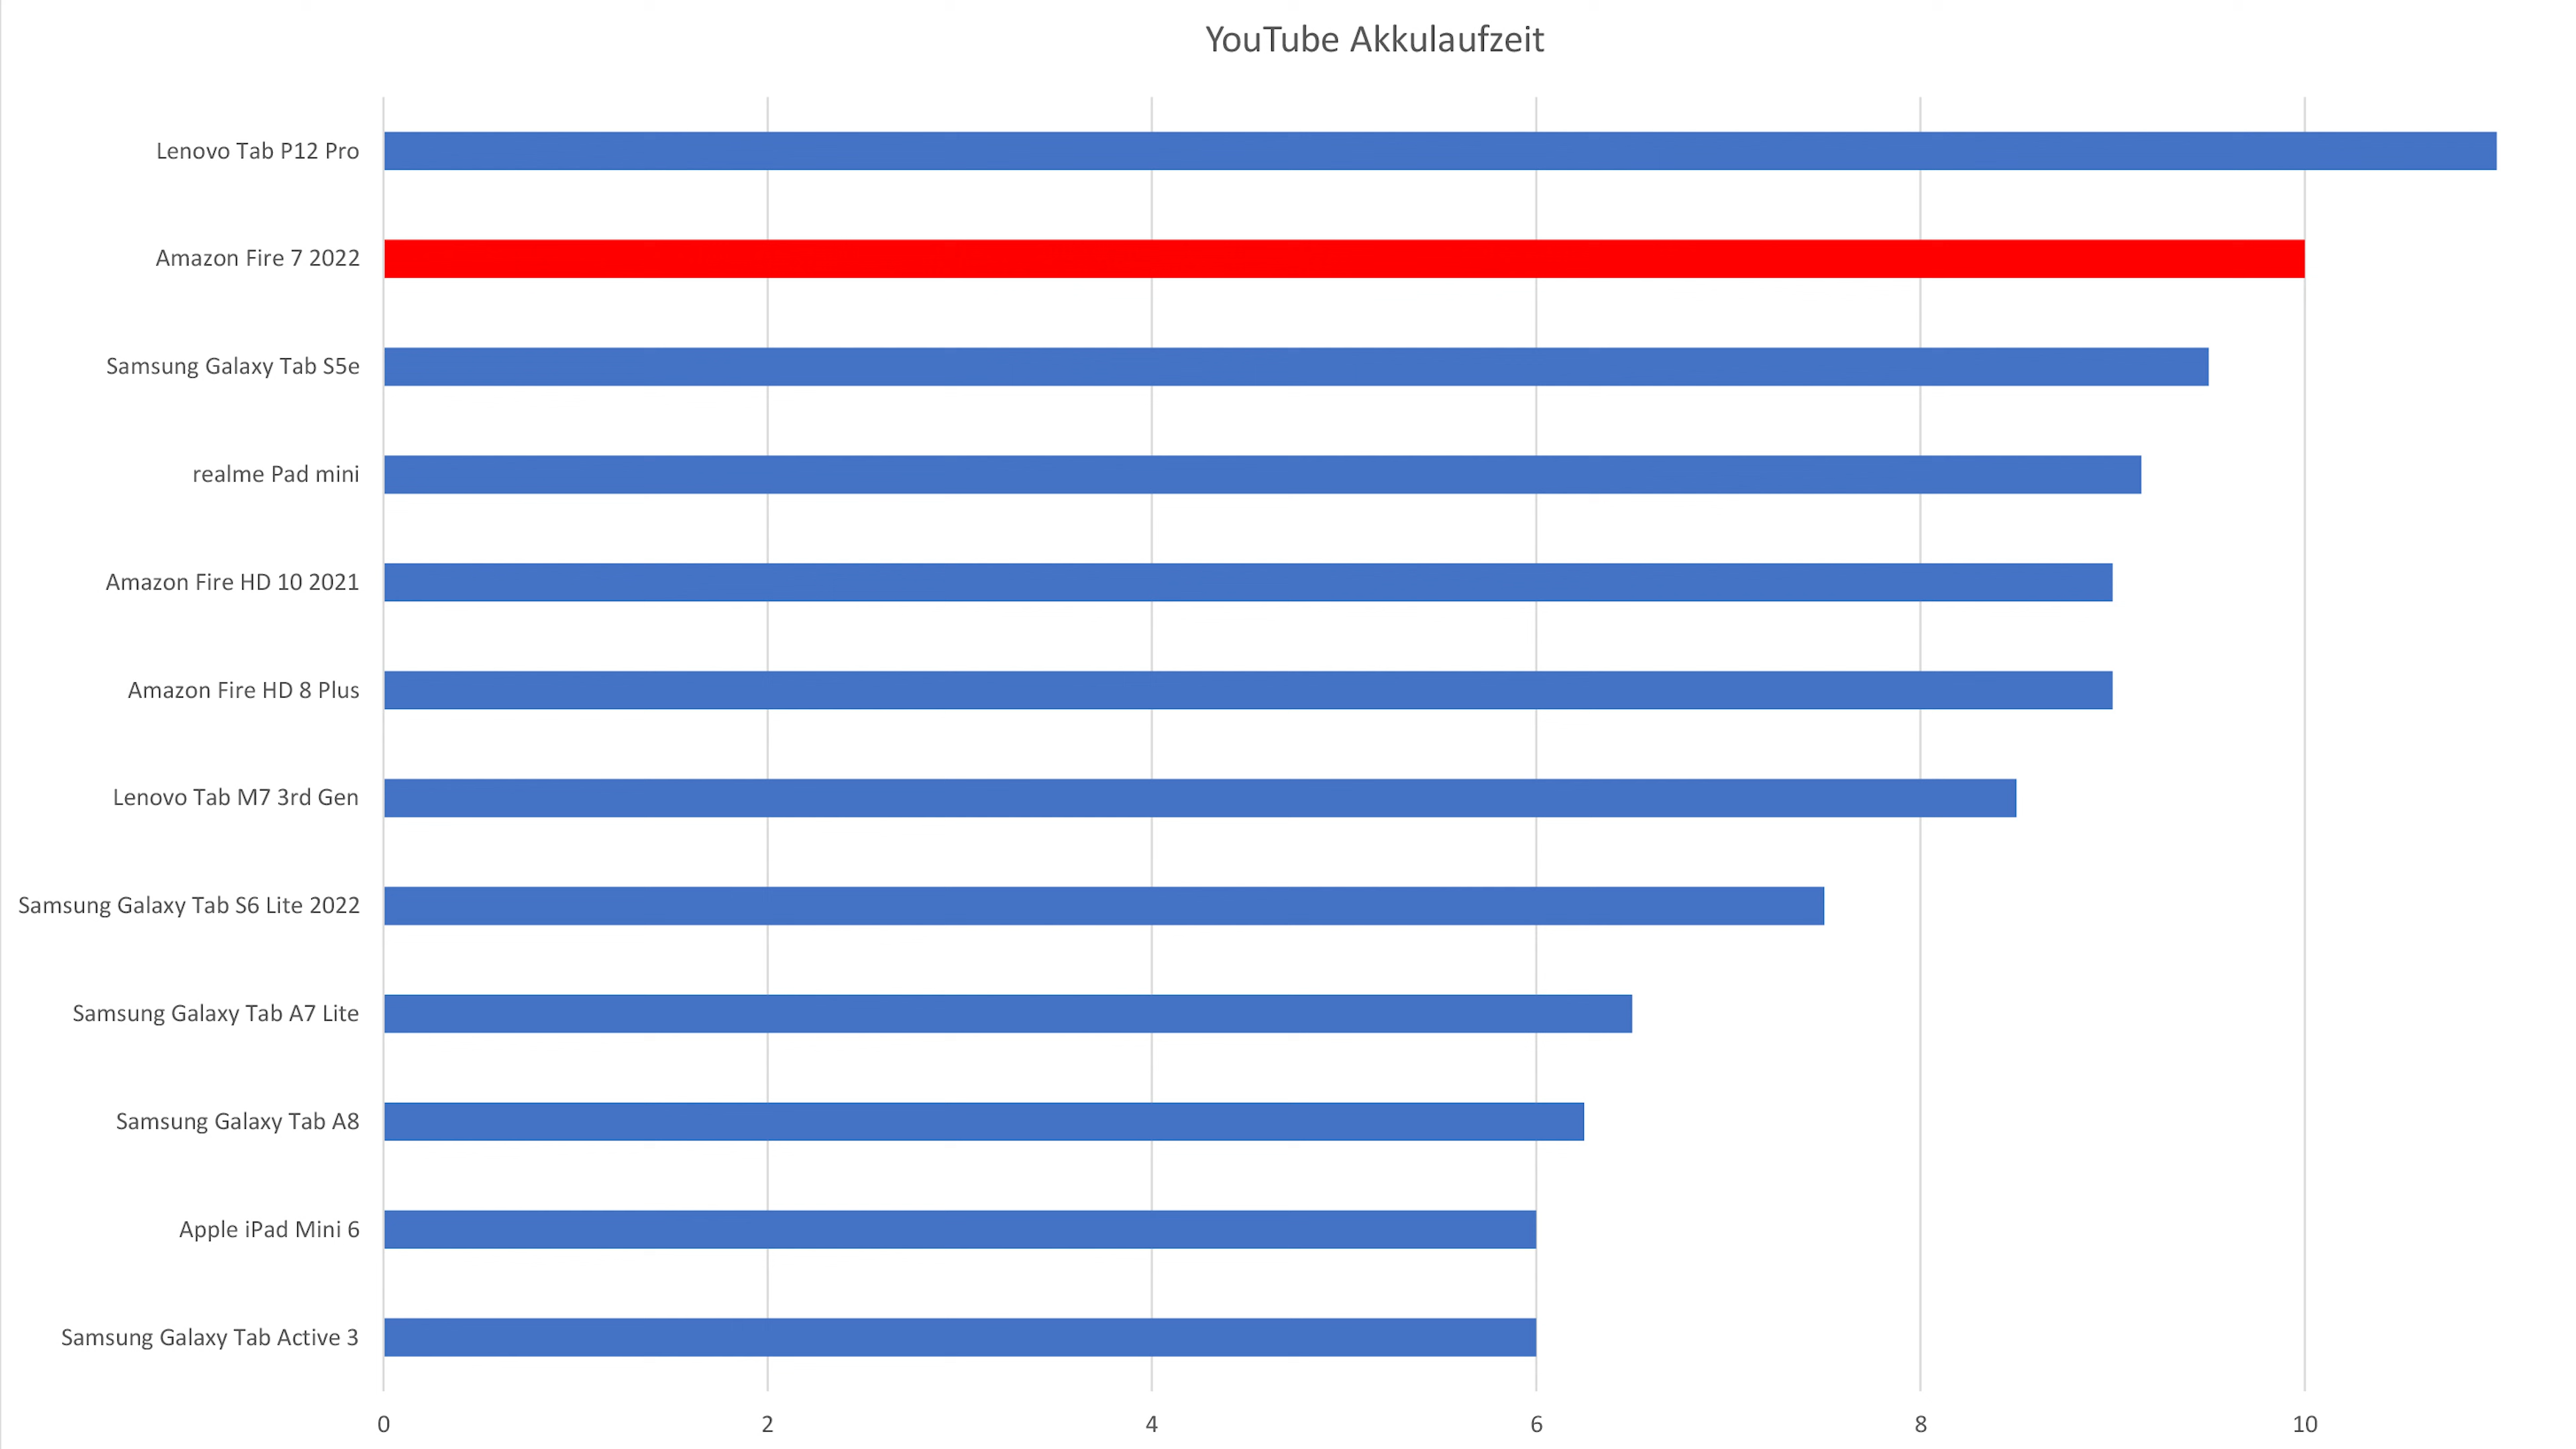 YouTube Akkulaufzeit
Lenovo Tab P12 Pro
Amazon Fire 7 2022
Samsung Galaxy Tab S5e
realme Pad mini
Amazon Fire HD 10 2021
Amazon Fire HD 8 Plus
Lenovo Tab M7 3rd Gen
Samsung Galaxy Tab S6 Lite 2022
Samsung Galaxy Tab A7 Lite
Samsung Galaxy Tab A8
Apple iPad Mini 6
Samsung Galaxy Tab Active 3
0 2 4 6 8 10